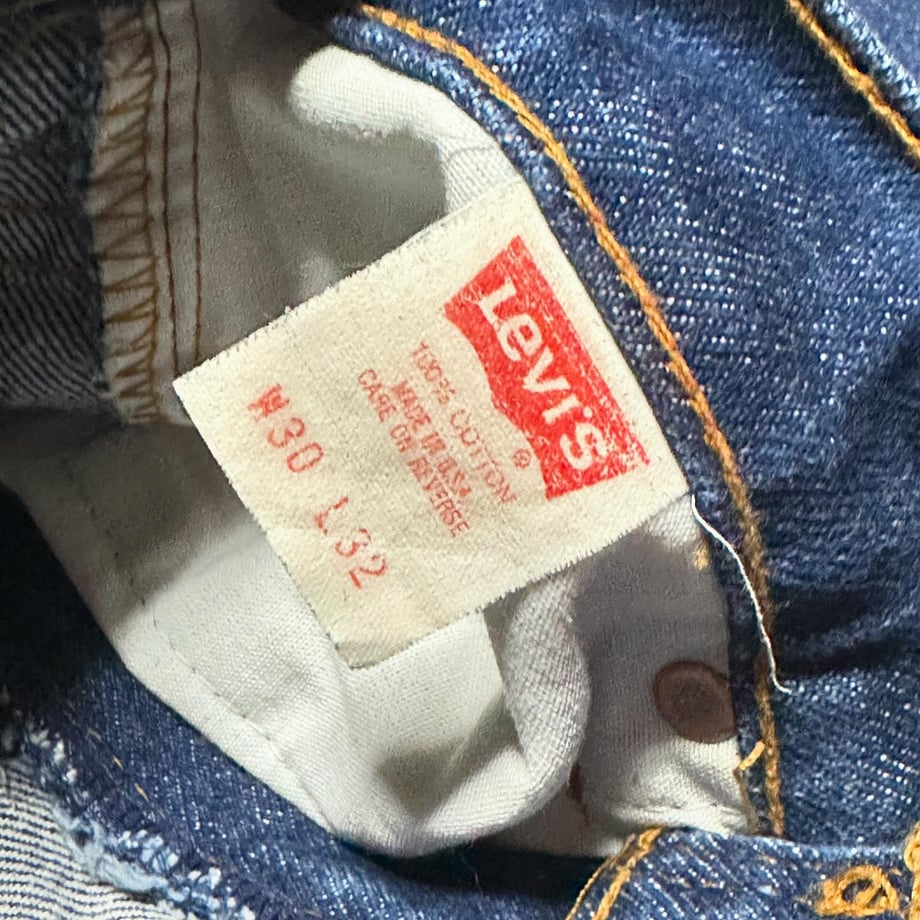 Levi's®
100% COTTON
MADE IN USA
CARE ON REVERSE
W30 L32